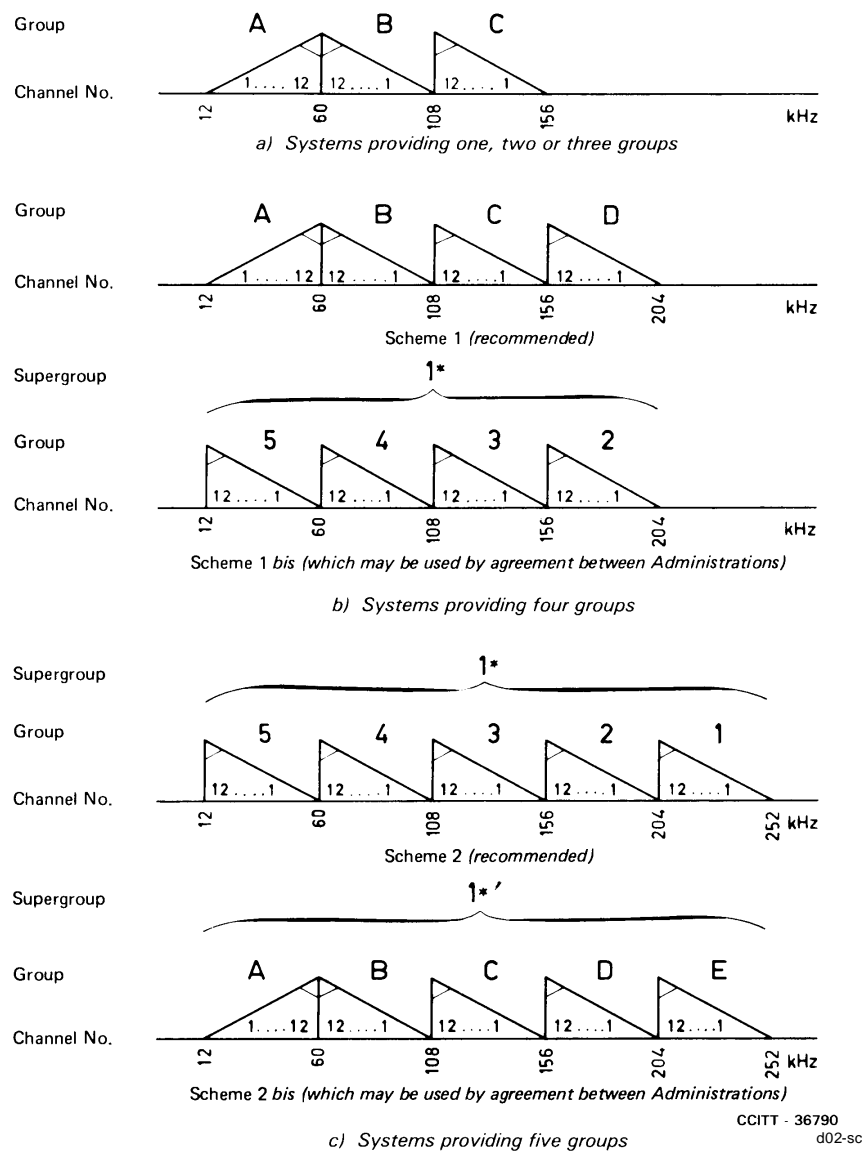 Group A B C
Channel No. 1 .... 12 12 .... 1 12 .... 1
12 60 108 156 kHz
a) Systems providing one, two or three groups
Group A B C D
Channel No. 1 .... 12 12 .... 1 12 .... 1 12 .... 1
12 60 108 156 204 kHz
Scheme 1 (recommended)
Supergroup 1*
Group 5 4 3 2
Channel No. 12 .... 1 12 .... 1 12 .... 1 12 .... 1
12 60 108 156 204 kHz
Scheme 1 bis (which may be used by agreement between Administrations)
b) Systems providing four groups
Supergroup 1*
Group 5 4 3 2 1
Channel No. 12 .... 1 12 .... 1 12 .... 1 12 .... 1 12 .... 1
12 60 108 156 204 252 kHz
Scheme 2 (recommended)
Supergroup 1*′
Group A B C D E
Channel No. 1 .... 12 12 .... 1 12 .... 1 12 .... 1 12 .... 1
12 60 108 156 204 252 kHz
Scheme 2 bis (which may be used by agreement between Administrations)
CCITT - 36790
d02-sc
c) Systems providing five groups